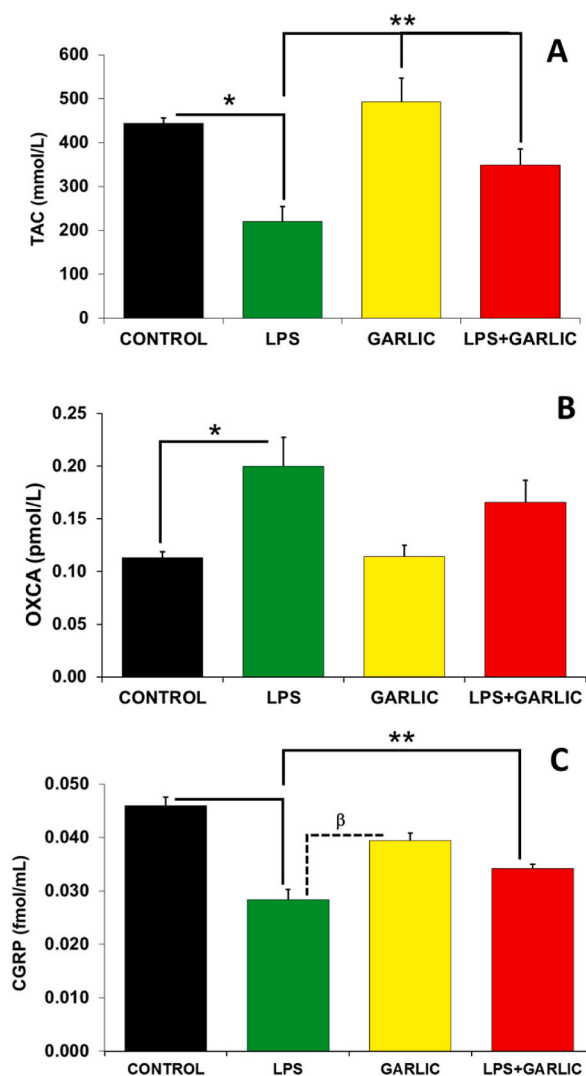 **
A
600
500
400
300
200
100
0
TAC (mmol/L)
*
CONTROL LPS GARLIC LPS+GARLIC
B
0.25
0.20
0.15
0.10
0.05
0.00
OXCA (pmol/L)
*
CONTROL LPS GARLIC LPS+GARLIC
**
C
0.050
0.040
0.030
0.020
0.010
0.000
CGRP (fmol/mL)
β
CONTROL LPS GARLIC LPS+GARLIC